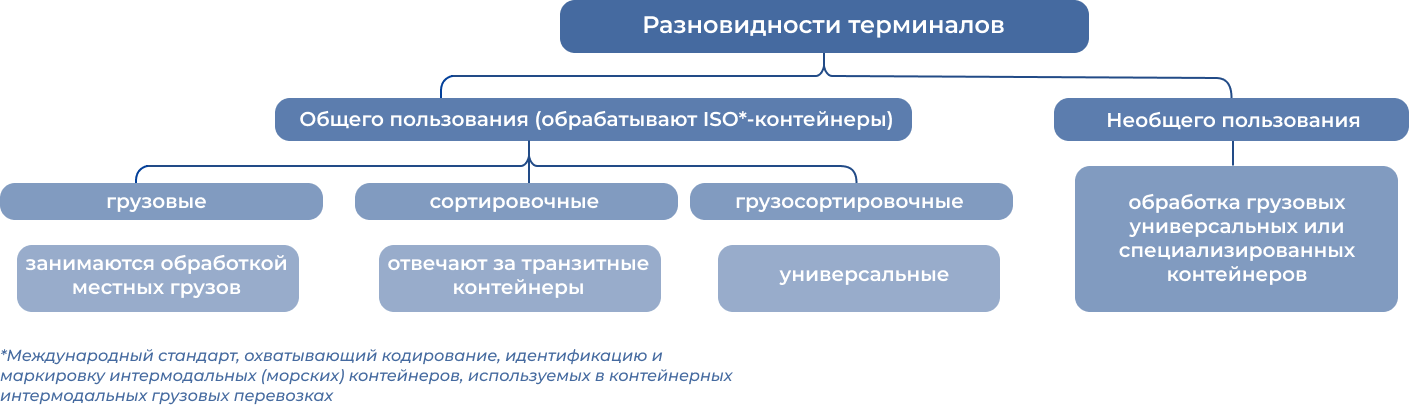 Разновидности терминалов
Общего пользования (обрабатывают ISO*-контейнеры)
Необщего пользования
грузовые
сортировочные
грузосортировочные
обработка грузовых
универсальных или
специализированных
контейнеров
занимаются обработкой
местных грузов
отвечают за транзитные
контейнеры
универсальные
*Международный стандарт, охватывающий кодирование, идентификацию и
маркировку интермодальных (морских) контейнеров, используемых в контейнерных
интермодальных грузовых перевозках